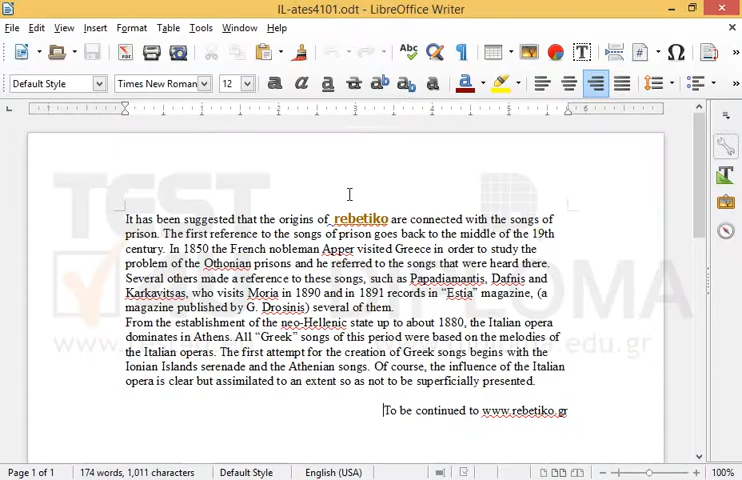 IL-ates4101.odt - LibreOffice Writer
File Edit View Insert Format Table Tools Window Help
Default Style Times New Roman 12
It has been suggested that the origins of rebetiko are connected with the songs of
prison. The first reference to the songs of prison goes back to the middle of the 19th
century. In 1850 the French nobleman Apper visited Greece in order to study the
problem of the Othonian prisons and he referred to the songs that were heard there.
Several others made a reference to these songs, such as Papadiamantis, Dafnis and
Karkavitsas, who visits Moria in 1890 and in 1891 records in “Estia” magazine, (a
magazine published by G. Drosinis) several of them.
From the establishment of the neo-Hellenic state up to about 1880, the Italian opera
dominates in Athens. All “Greek” songs of this period were based on the melodies of
the Italian operas. The first attempt for the creation of Greek songs begins with the
Ionian Islands serenade and the Athenian songs. Of course, the influence of the Italian
opera is clear but assimilated to an extent so as not to be superficially presented.
To be continued to www.rebetiko.gr
Page 1 of 1 174 words, 1,011 characters Default Style English (USA) 100%